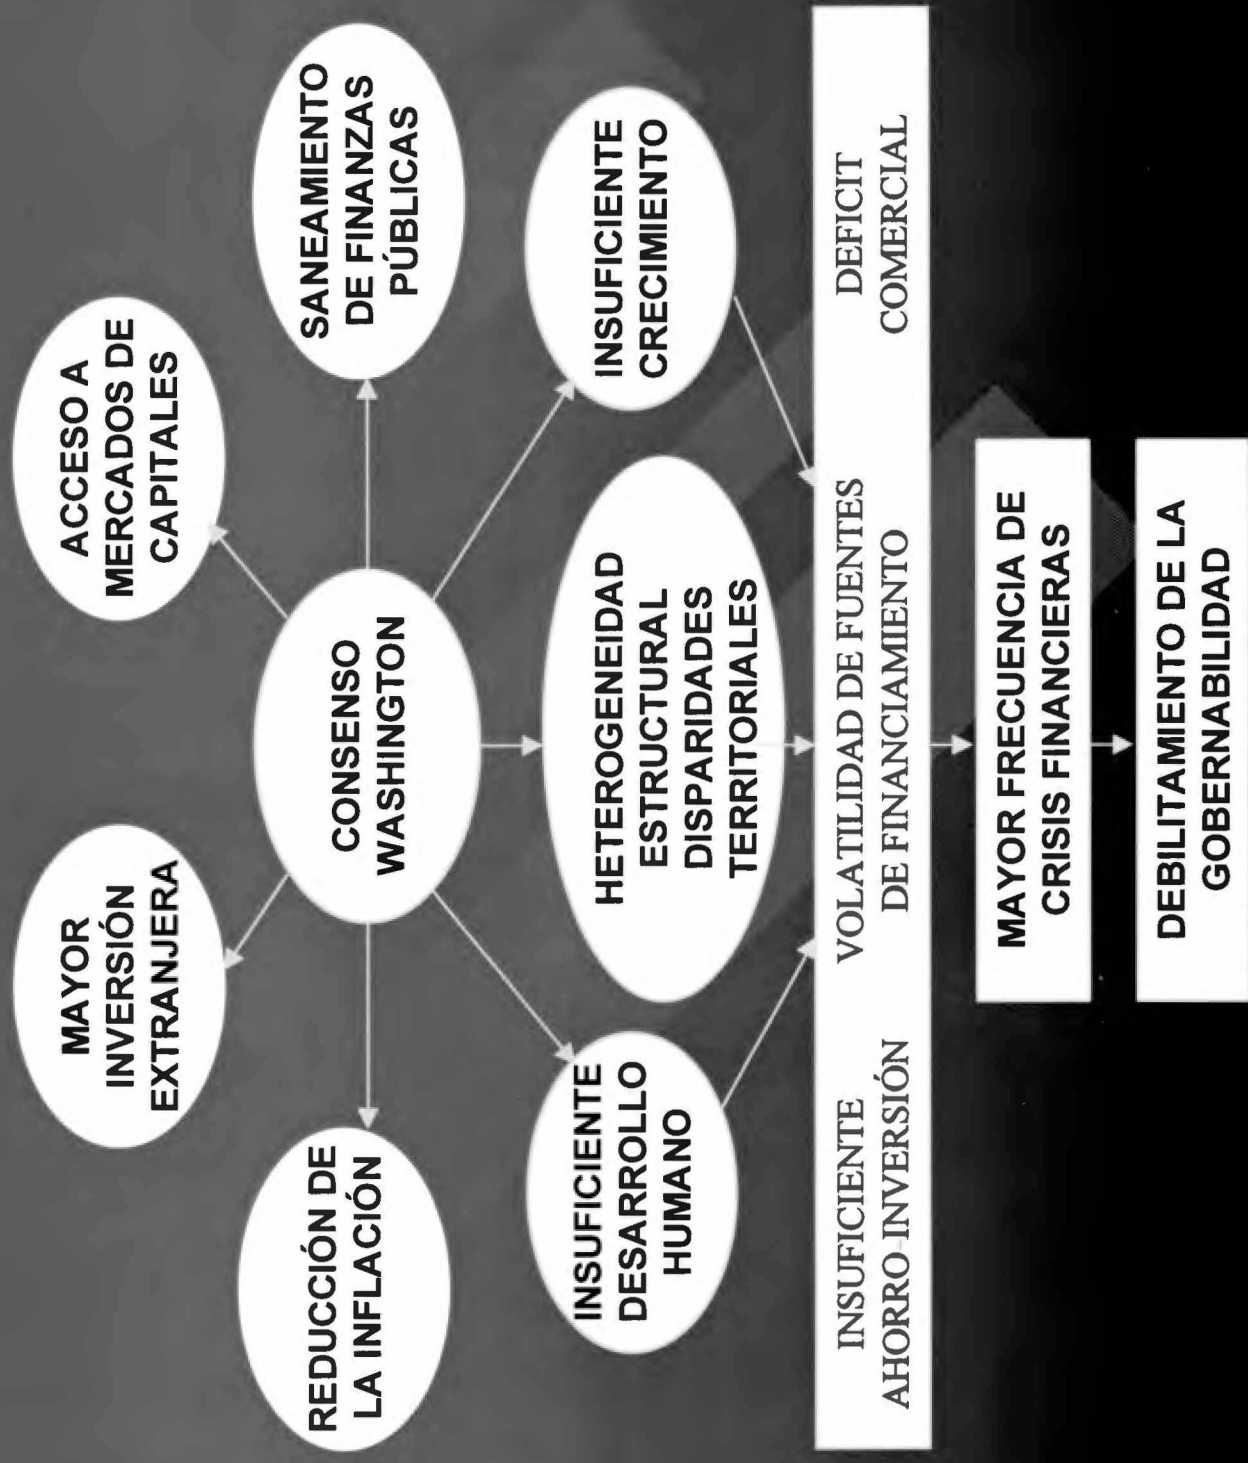 MAYOR
INVERSIÓN
EXTRANJERA
ACCESO A
MERCADOS DE
CAPITALES
REDUCCIÓN DE
LA INFLACIÓN
CONSENSO
WASHINGTON
SANEAMIENTO
DE FINANZAS
PÚBLICAS
INSUFICIENTE
DESARROLLO
HUMANO
HETEROGENEIDAD
ESTRUCTURAL
DISPARIDADES
TERRITORIALES
INSUFICIENTE
CRECIMIENTO
INSUFICIENTE
AHORRO-INVERSIÓN
VOLATILIDAD DE FUENTES
DE FINANCIAMIENTO
DEFICIT
COMERCIAL
MAYOR FRECUENCIA DE
CRISIS FINANCIERAS
DEBILITAMIENTO DE LA
GOBERNABILIDAD